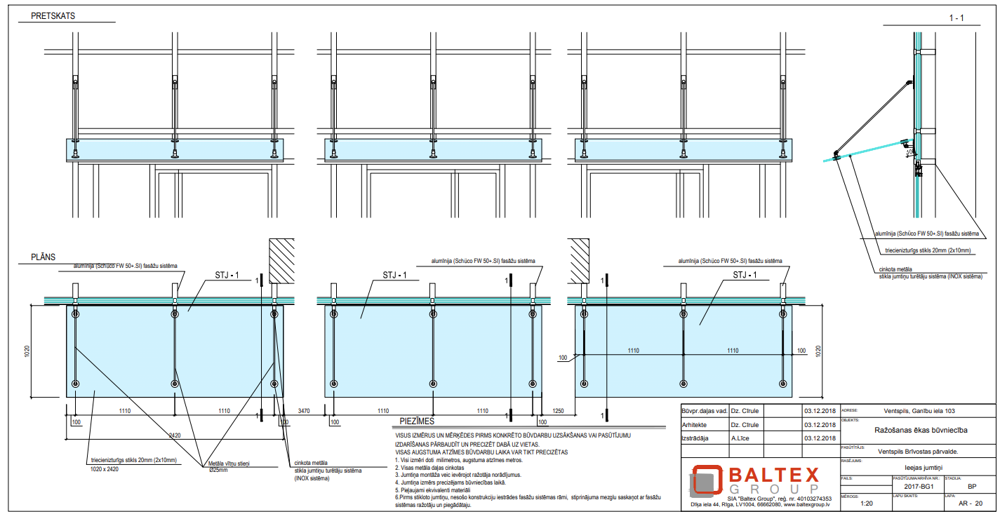 PRETSKATS
1 - 1
100
alumīnija (Schüco FW 50+.SI) fasāžu sistēma
triecienizturīgs stikls 20mm (2x10mm)
cinkota metāla
stikla jumtiņu turētāju sistēma (INOX sistēma)
PLĀNS
alumīnija (Schüco FW 50+.SI) fasāžu sistēma
STJ - 1
1
alumīnija (Schüco FW 50+.SI) fasāžu sistēma
STJ - 1
1
alumīnija (Schüco FW 50+.SI) fasāžu sistēma
STJ - 1
1
1020
1110
1110
100
100
1020
1110
1110
3470
1110
1110
1250
1
1
1
100
100
100
100
2420
triecienizturīgs stikls 20mm (2x10mm)
1020 x 2420
Metāla vītņu stieņi
Ø25mm
cinkota metāla
stikla jumtiņu turētāju sistēma
(INOX sistēma)
PIEZĪMES
VISUS IZMĒRUS UN MĒRĶĒDES PIRMS KONKRĒTO BŪVDARBU UZSĀKŠANAS VAI PASŪTĪJUMU
IZDARĪŠANAS PĀRBAUDĪT UN PRECIZĒT DABĀ UZ VIETAS.
VISAS AUGSTUMA ATZĪMES BŪVDARBU LAIKA VAR TIKT PRECIZĒTAS
1. Visi izmēri doti milimetros, augstuma atzīmes metros.
2. Visas metāla daļas cinkotas
3. Jumtiņa montāža veic ievērojot ražotāja norādījumus.
4. Jumtiņa izmērs precizējams būvniecības laikā.
5. Pieļaujami ekvivalenti materiāli
6.Pirms stikloto jumtiņu, nesošo konstrukciju iestrādes fasāžu sistēmas rāmi, stiprinājuma mezglu saskaņot ar fasāžu
sistēmas ražotāju un piegādātāju.
Būvpr.daļas vad. Dz. Cīrule 03.12.2018
Arhitekte Dz. Cīrule 03.12.2018
Izstrādāja A.Līce 03.12.2018
ADRESE: Ventspils, Ganību iela 103
OBJEKTS:
Ražošanas ēkas būvniecība
PASŪTĪTĀJS:
Ventspils Brīvostas pārvalde.
RASĒJUMS:
Ieejas jumtiņi
FAILS: PASŪTĪJUMA/ARHĪVA NR.: STADIJA:
2017-BG1 BP
MĒROGS: LAPU SKAITS: LAPA:
1:20 AR - 20
BALTEX
GROUP
SIA "Baltex Group", reģ. nr. 40103274353
Dīķa iela 44, Rīga, LV1004, 66662080, www.baltexgroup.lv